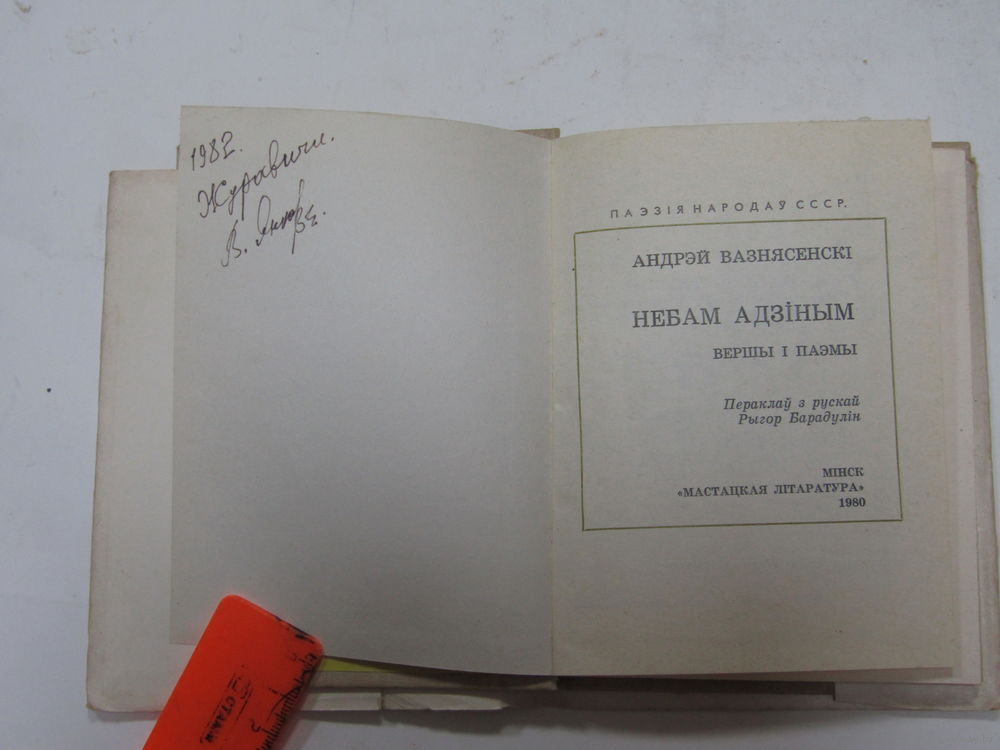 1982.
Журавичи.
В.
ПАЭЗІЯ НАРОДАЎ СССР.
АНДРЭЙ ВАЗНЯСЕНСКІ
НЕБАМ АДЗІНЫМ
ВЕРШЫ І ПАЭМЫ
Пераклаў з рускай
Рыгор Барадулін
МІНСК
«МАСТАЦКАЯ ЛІТАРАТУРА»
1980